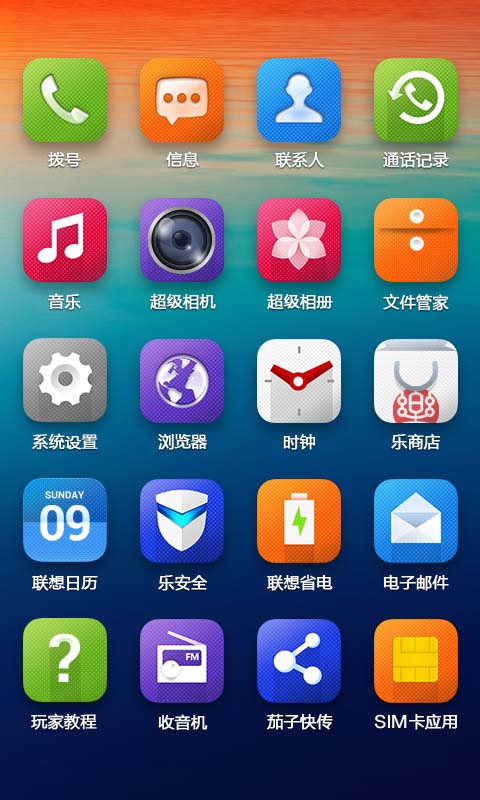 拨号
信息
联系人
通话记录
音乐
超级相机
超级相册
文件管家
系统设置
浏览器
时钟
乐商店
SUNDAY
09
联想日历
乐安全
联想省电
电子邮件
?
FM
玩家教程
收音机
茄子快传
SIM卡应用